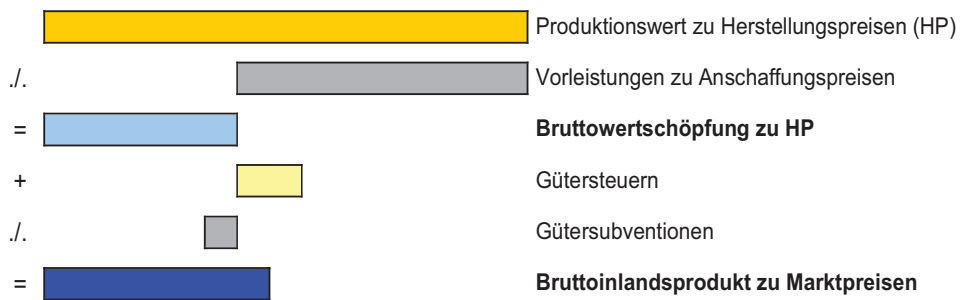 Produktionswert zu Herstellungspreisen (HP)
./. Vorleistungen zu Anschaffungspreisen
= Bruttowertschöpfung zu HP
+ Gütersteuern
./. Gütersubventionen
= Bruttoinlandsprodukt zu Marktpreisen